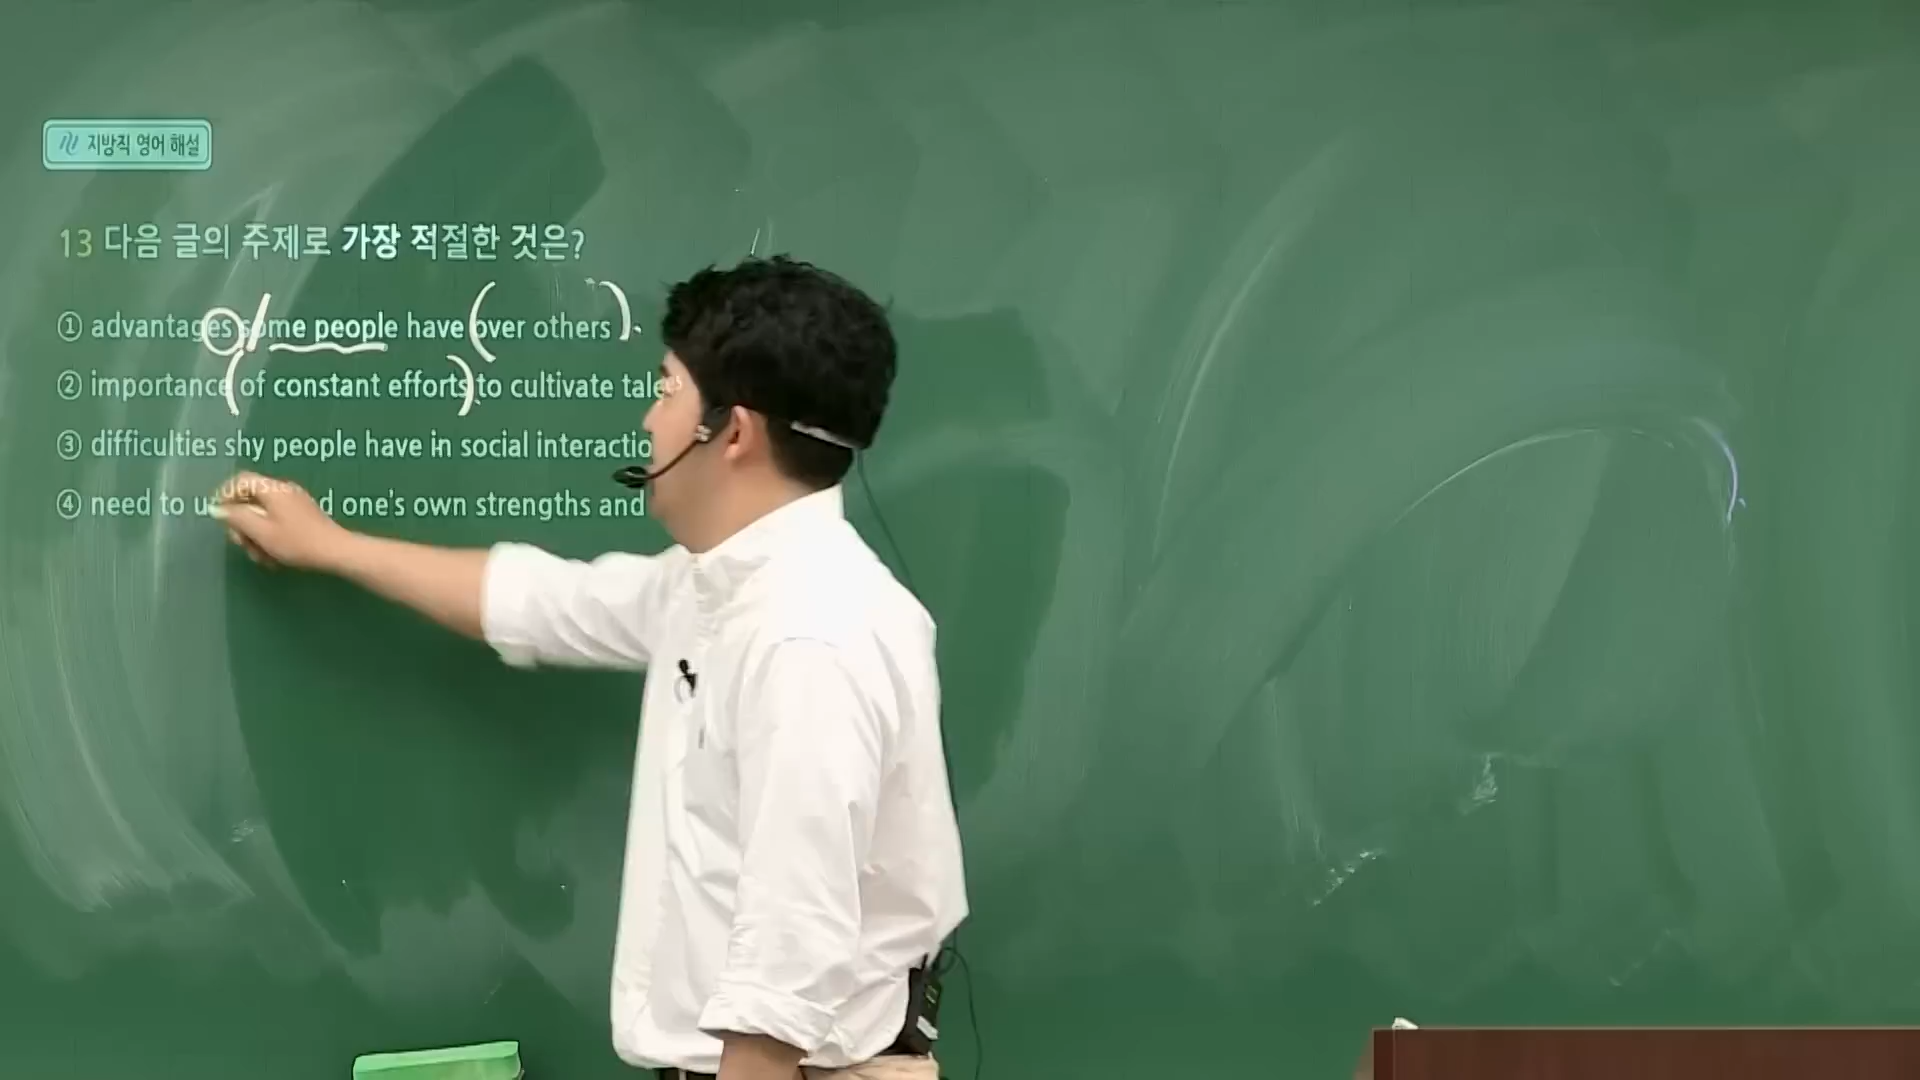 지방직 영어 해설
13 다음 글의 주제로 가장 적절한 것은?
① advantages some people have over others
② importance of constant efforts to cultivate
③ difficulties shy people have in social
④ need to one's own strengths and